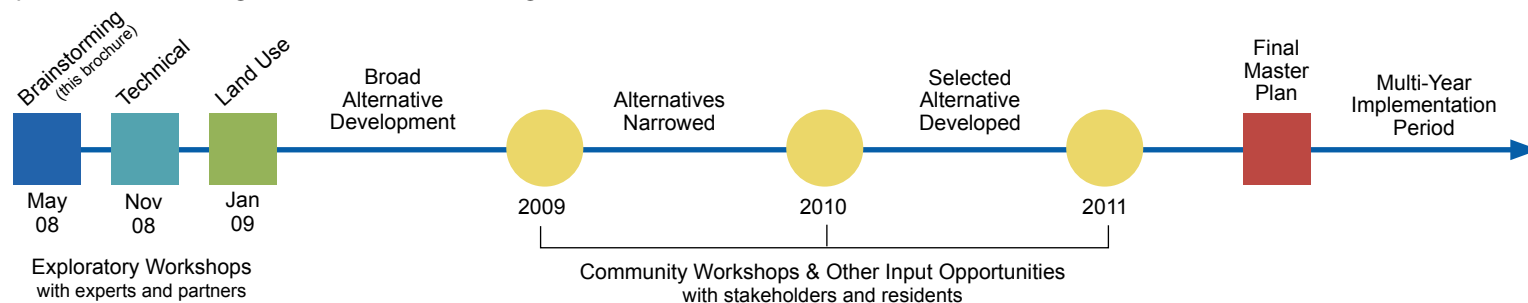 Brainstorming
(this brochure)
Technical
Land Use
Broad
Alternative
Development
Alternatives
Narrowed
Selected
Alternative
Developed
Final
Master
Plan
Multi-Year
Implementation
Period
May
08
Nov
08
Jan
09
2009
2010
2011
Exploratory Workshops
with experts and partners
Community Workshops & Other Input Opportunities
with stakeholders and residents